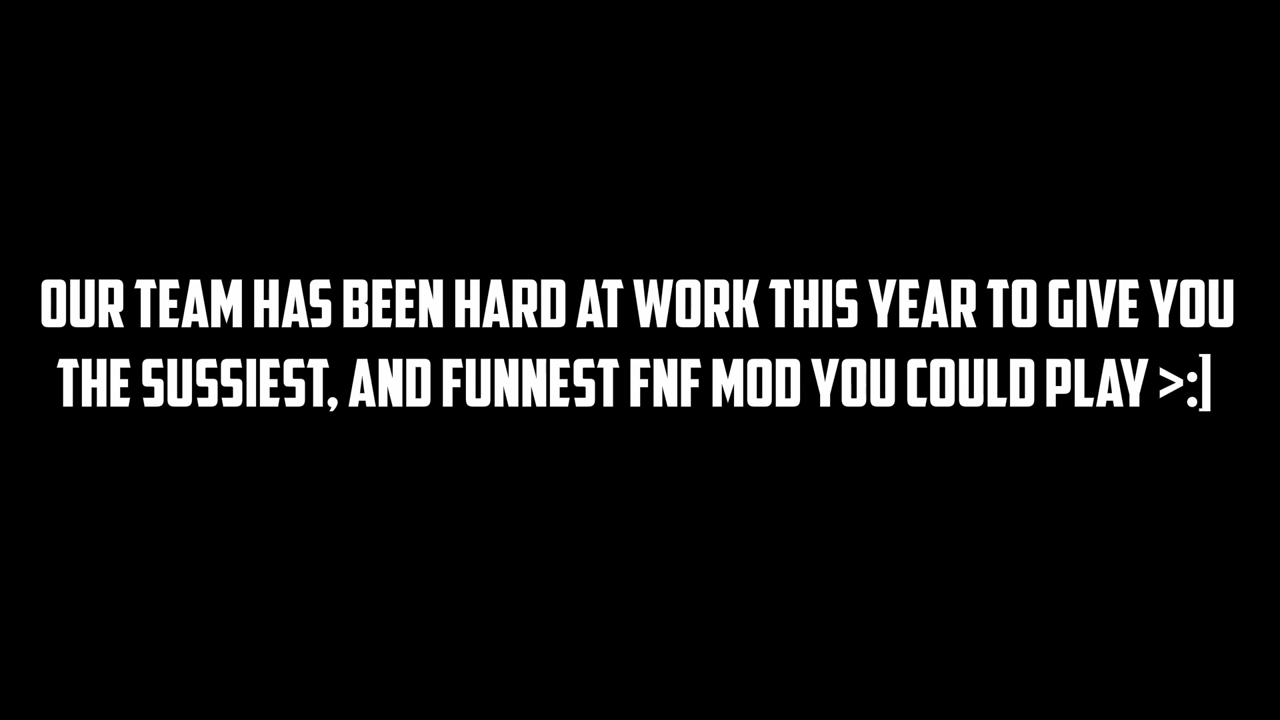 OUR TEAM HAS BEEN HARD AT WORK THIS YEAR TO GIVE YOU
THE SUSSIEST, AND FUNNEST FNF MOD YOU COULD PLAY >:]